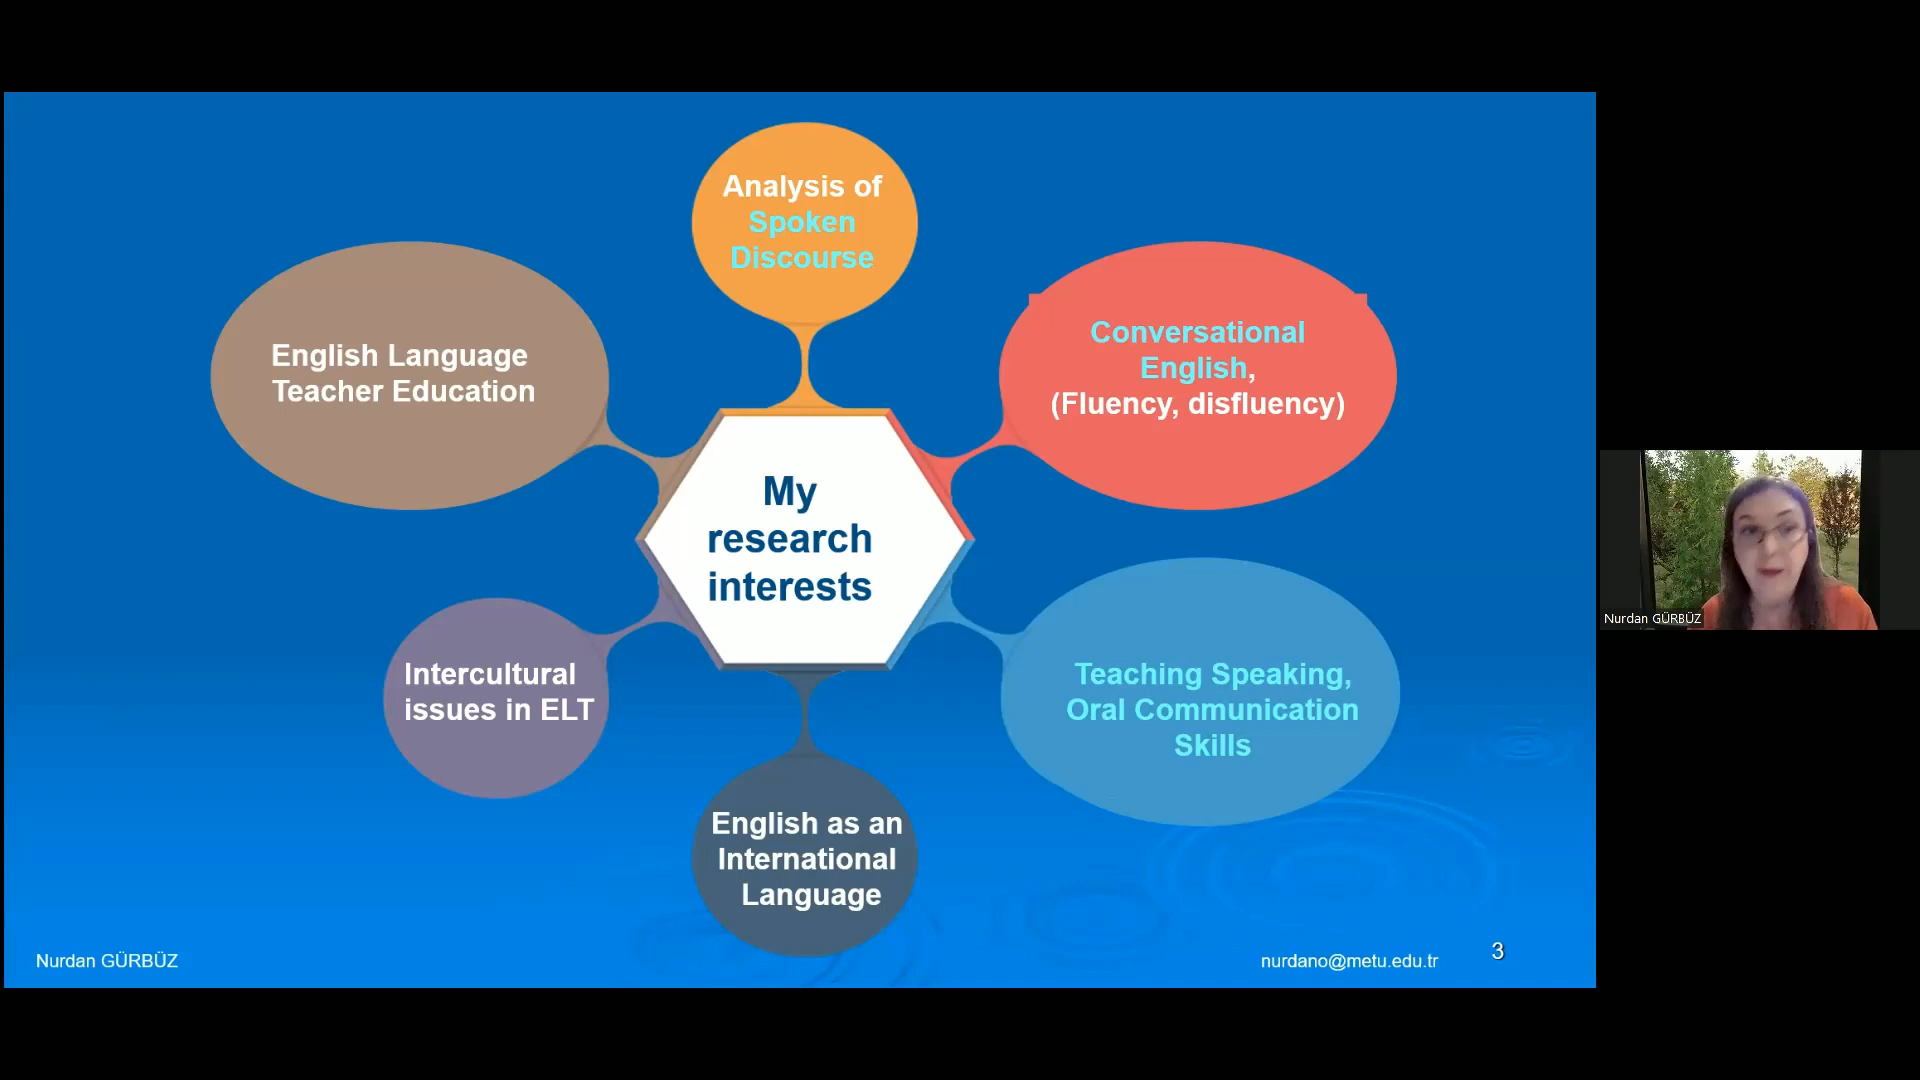 Analysis of
Spoken
Discourse
English Language
Teacher Education
Conversational
English,
(Fluency, disfluency)
My
research
interests
Intercultural
issues in ELT
Teaching Speaking,
Oral Communication
Skills
English as an
International
Language
Nurdan GÜRBÜZ
nurdano@metu.edu.tr
3
Nurdan GÜRBÜZ